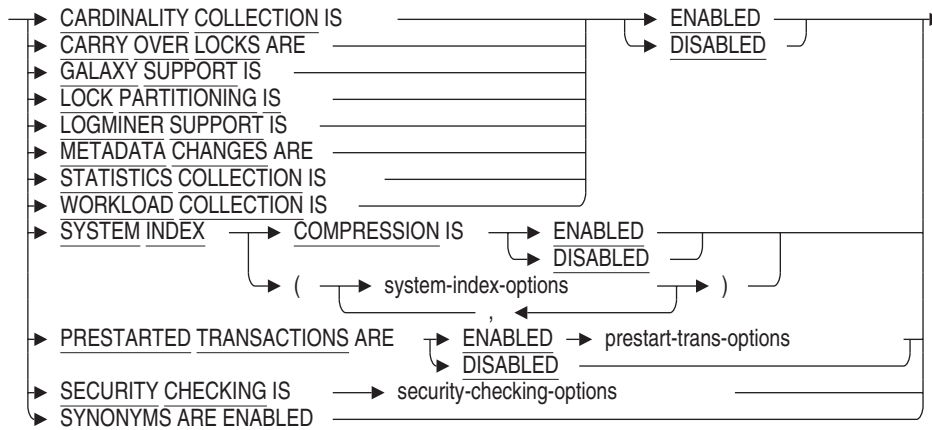 CARDINALITY COLLECTION IS ENABLED
CARRY OVER LOCKS ARE DISABLED
GALAXY SUPPORT IS
LOCK PARTITIONING IS
LOGMINER SUPPORT IS
METADATA CHANGES ARE
STATISTICS COLLECTION IS
WORKLOAD COLLECTION IS
SYSTEM INDEX COMPRESSION IS ENABLED
DISABLED
( system-index-options )
,
PRESTARTED TRANSACTIONS ARE ENABLED prestart-trans-options
DISABLED
SECURITY CHECKING IS security-checking-options
SYNONYMS ARE ENABLED